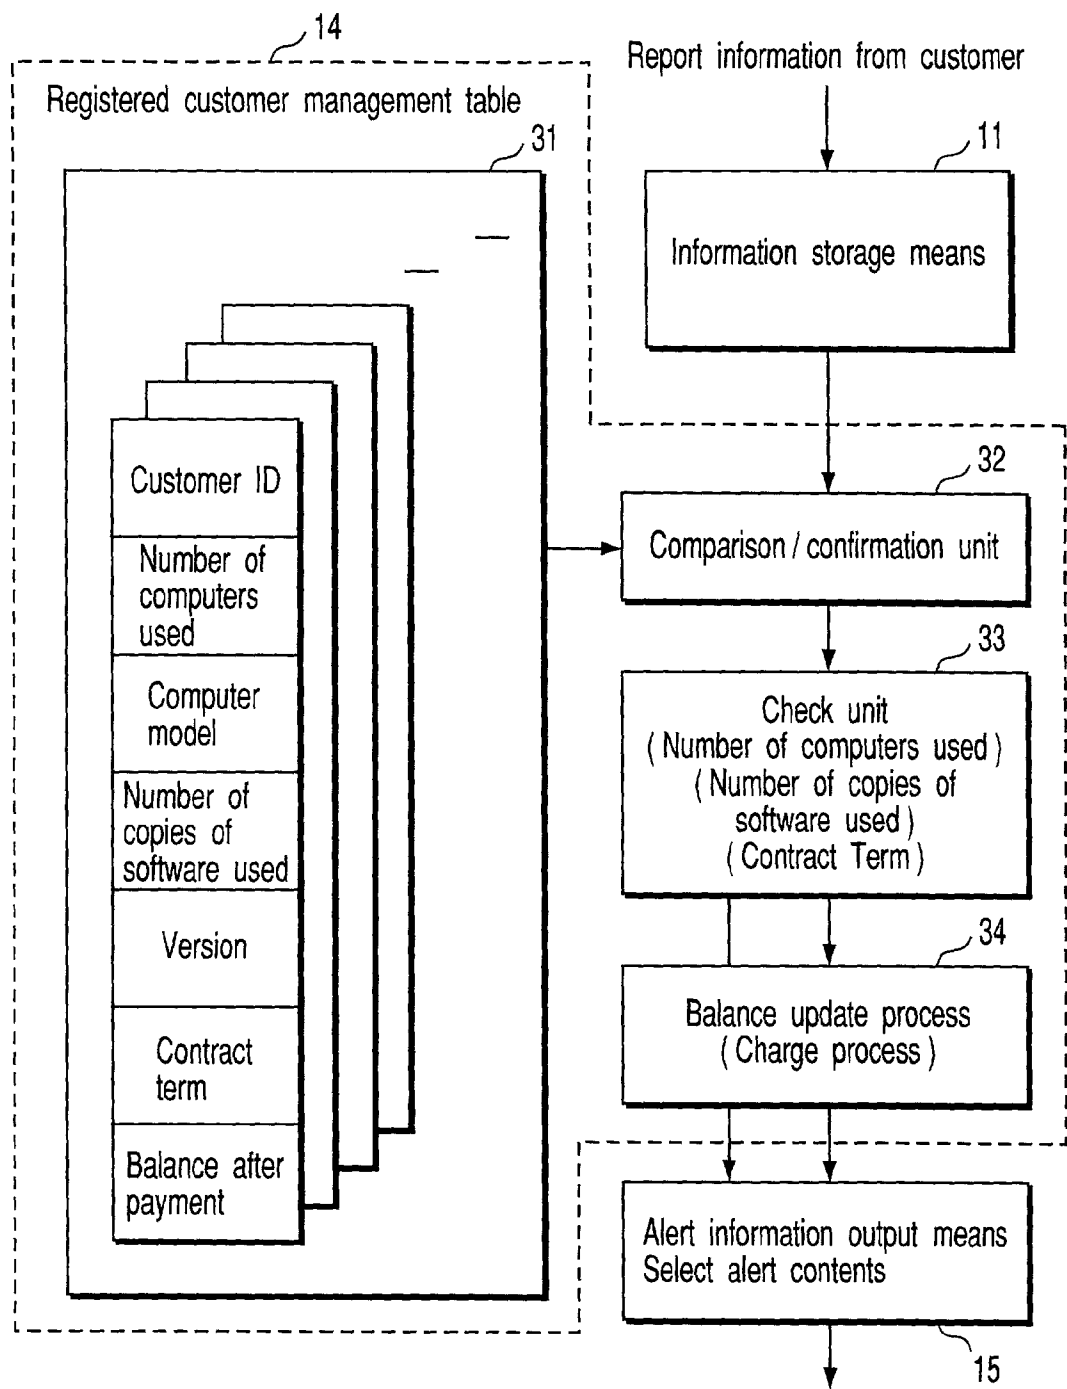 14
Registered customer management table
31
Customer ID
Number of
computers
used
Computer
model
Number of
copies of
software used
Version
Contract
term
Balance after
payment
Report information from customer
11
Information storage means
32
Comparison / confirmation unit
33
Check unit
( Number of computers used )
( Number of copies of
software used )
( Contract Term )
34
Balance update process
( Charge process )
Alert information output means
Select alert contents
15